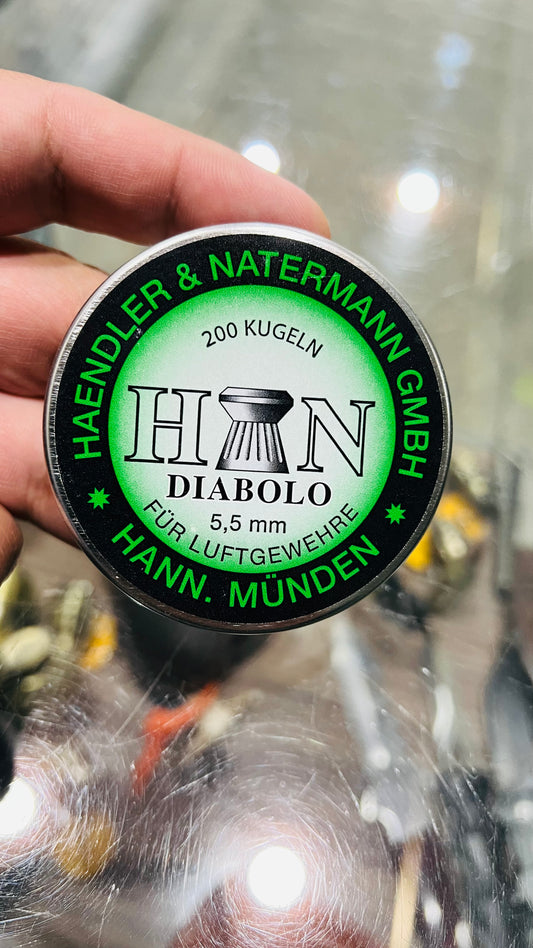 HAENDLER & NATERMANN GMBH
200 KUGELN
H N
DIABOLO
5,5 mm
FÜR LUFTGEWEHRE
HANN. MÜNDEN